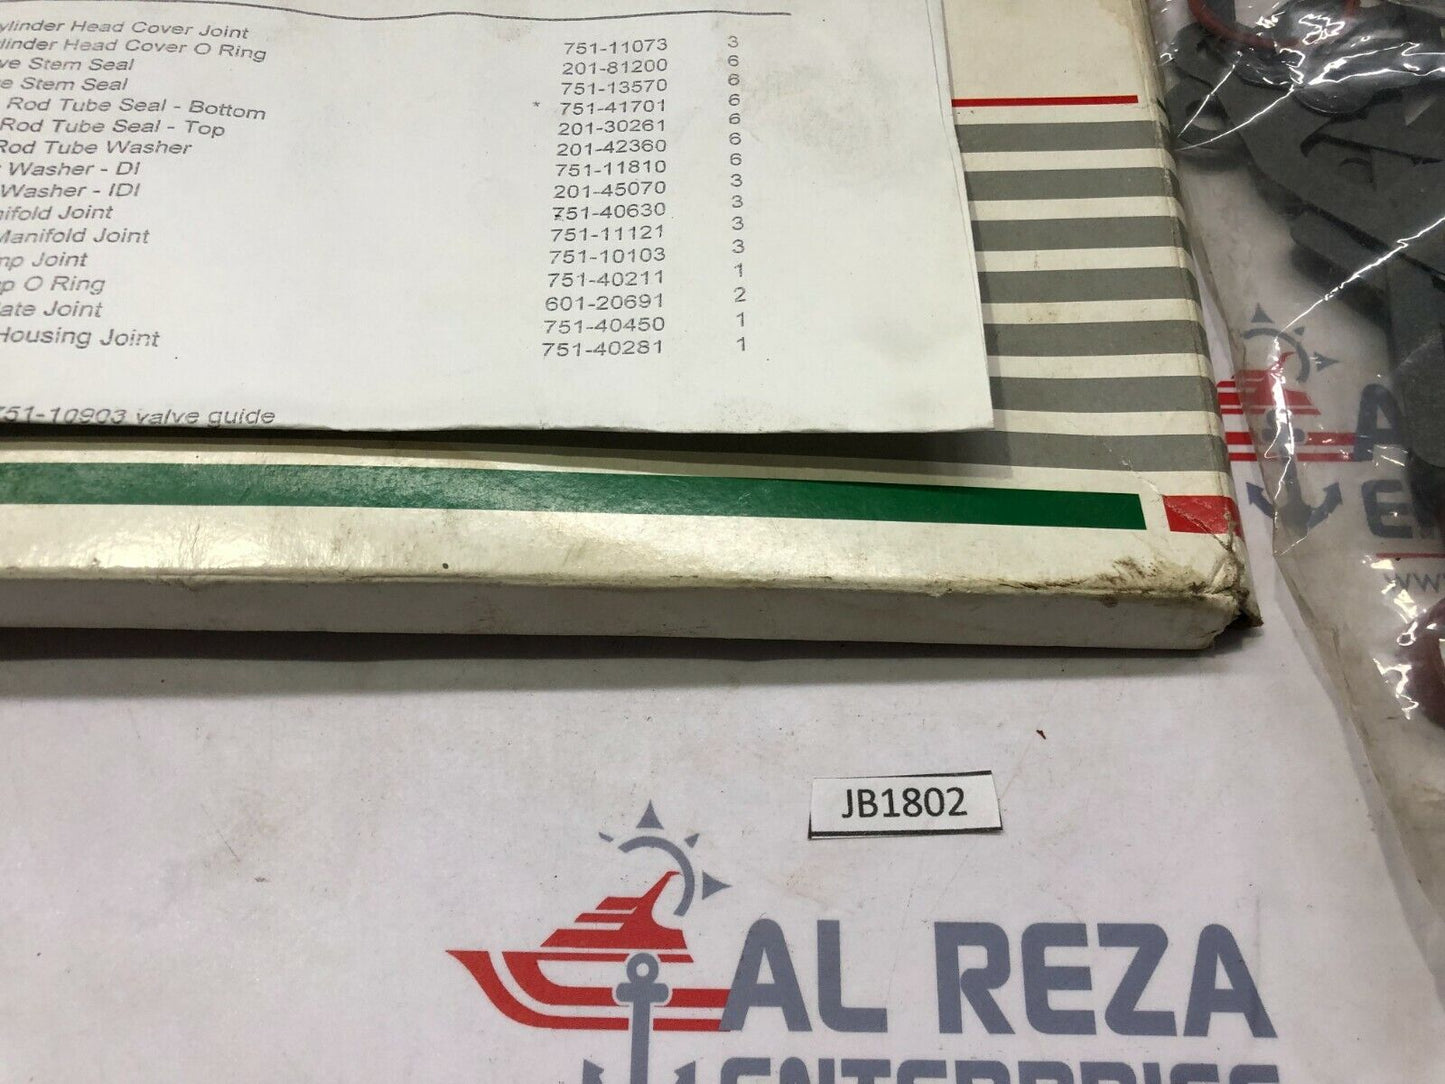 ylinder Head Cover Joint 751-11073 3
linder Head Cover O Ring 201-81200 6
ve Stem Seal 751-13570 6
e Stem Seal * 751-41701 6
Rod Tube Seal - Bottom 201-30261 6
Rod Tube Seal - Top 201-42360 6
Rod Tube Washer 751-11810 6
Washer - DI 201-45070 3
Washer - IDI 751-40630 3
nifold Joint 751-11121 3
Manifold Joint 751-10103 3
mp Joint 751-40211 1
p O Ring 601-20691 2
ate Joint 751-40450 1
Housing Joint 751-40281 1
751-10903 valve guide
A
E
WW
JB1802
AL REZA
ENTERPRISE